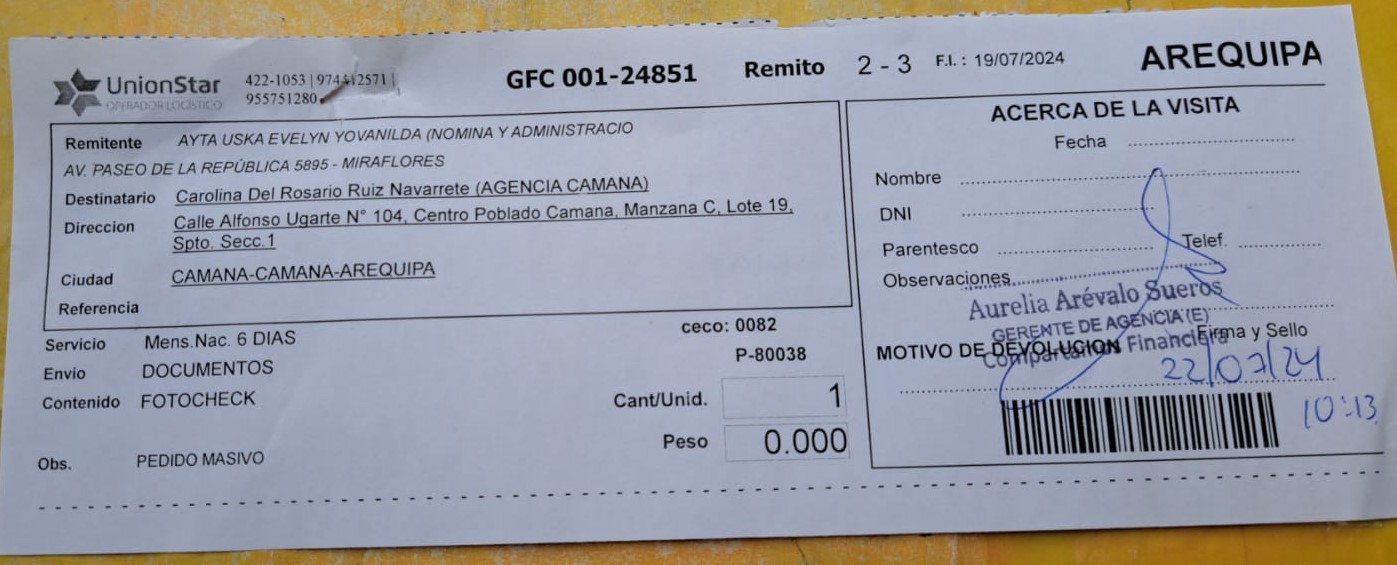 UnionStar
OPERADOR LOGÍSTICO
422-1053 | 974412571 |
955751280
GFC 001-24851
Remito 2 - 3
F.I. : 19/07/2024
AREQUIPA
Remitente AYTA USKA EVELYN YOVANILDA (NOMINA Y ADMINISTRACIO
AV. PASEO DE LA REPÚBLICA 5895 - MIRAFLORES
Destinatario Carolina Del Rosario Ruiz Navarrete (AGENCIA CAMANA)
Direccion Calle Alfonso Ugarte N° 104, Centro Poblado Camana, Manzana C, Lote 19,
Spto. Secc.1
Ciudad CAMANA-CAMANA-AREQUIPA
Referencia
Servicio Mens.Nac. 6 DIAS
Envio DOCUMENTOS
Contenido FOTOCHECK
Obs. PEDIDO MASIVO
ceco: 0082
P-80038
Cant/Unid. 1
Peso 0.000
ACERCA DE LA VISITA
Fecha
Nombre
DNI
Parentesco Telef.
Observaciones
Aurelia Arévalo Sueros
GERENTE DE AGENCIA (E)
Compartamos Financiera
Firma y Sello
MOTIVO DE DEVOLUCION
22/07/24
10:13